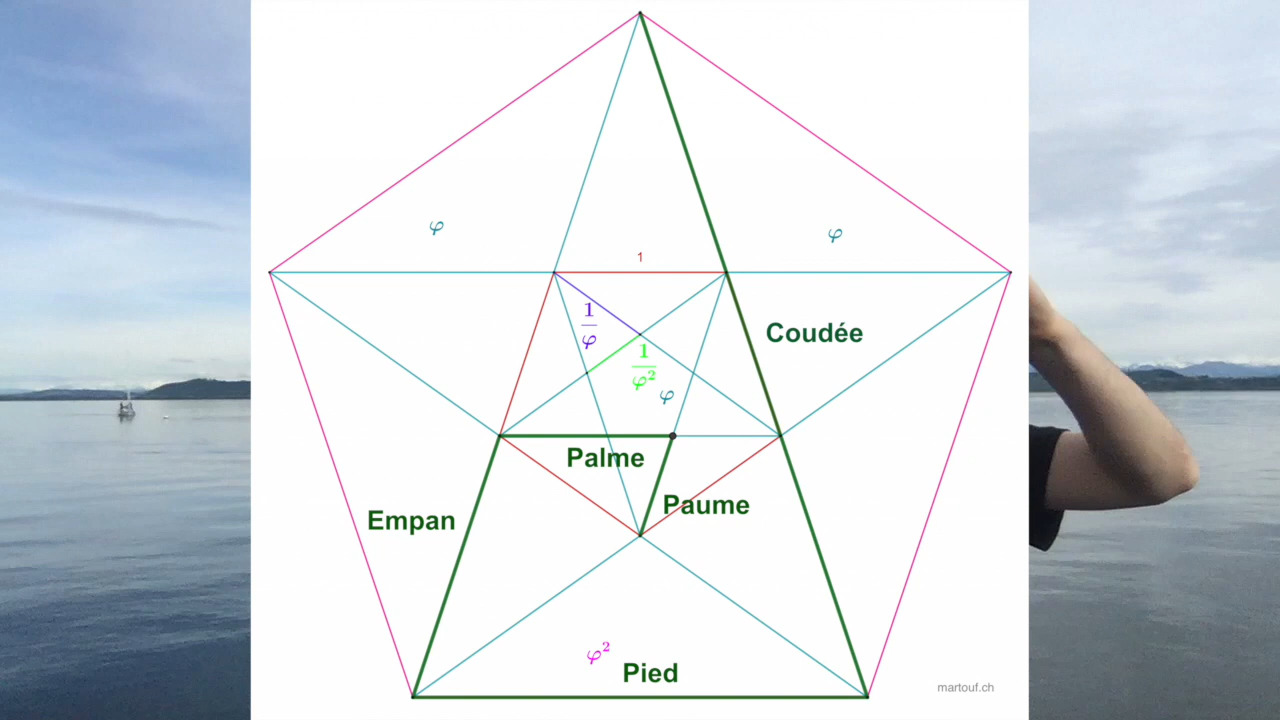 φ
φ
1
1/φ
1/φ²
φ
Coudée
Palme
Paume
Empan
φ²
Pied
martouf.ch